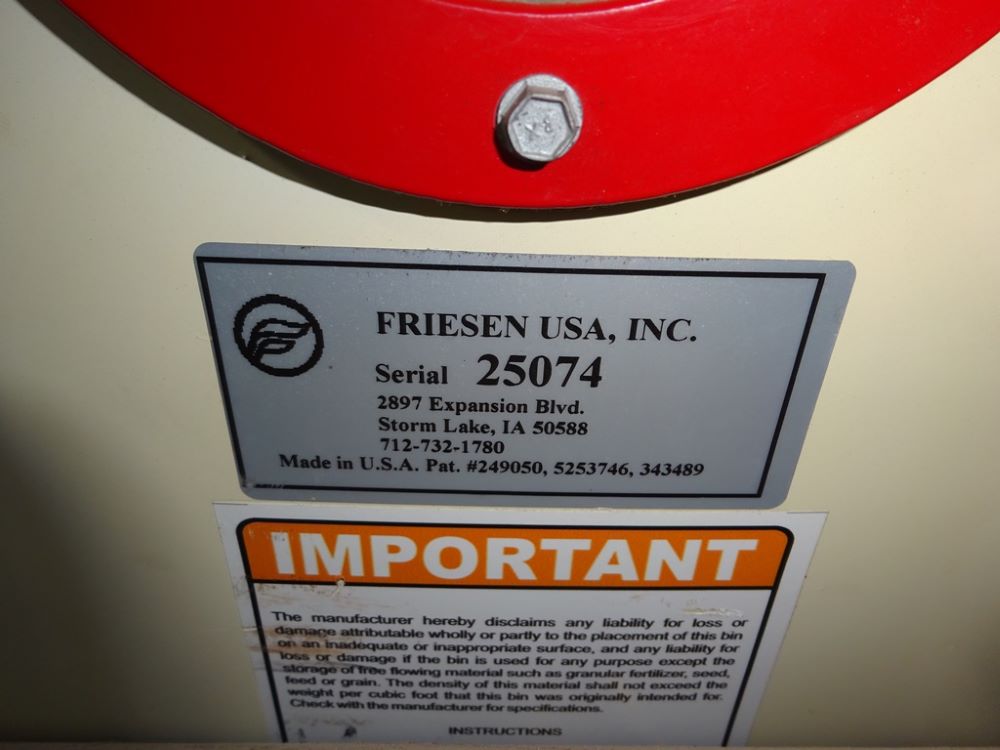 FRIESEN USA, INC.
Serial 25074
2897 Expansion Blvd.
Storm Lake, IA 50588
712-732-1780
Made in U.S.A. Pat. #249050, 5253746, 343489
IMPORTANT
The manufacturer hereby disclaims any liability for loss or
damage attributable wholly or partly to the placement of this bin
on an inadequate or inappropriate surface, and any liability for
loss or damage if the bin is used for any purpose except the
storage of free flowing material such as granular fertilizer, seed,
feed or grain. The density of this material shall not exceed the
weight per cubic foot that this bin was originally intended for.
Check with the manufacturer for specifications.
INSTRUCTIONS